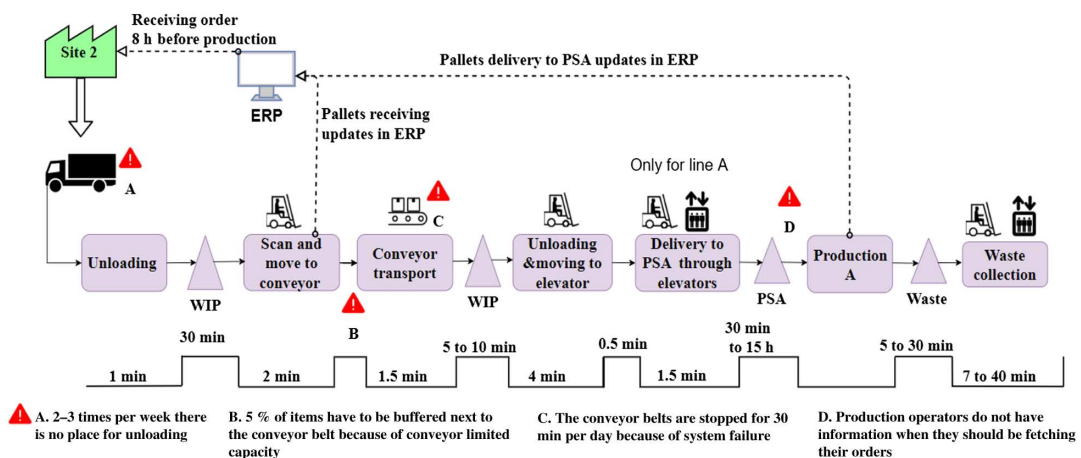 Receiving order
8 h before production
Site 2
ERP
Pallets delivery to PSA updates in ERP
Pallets receiving
updates in ERP
Only for line A
A
C
D
Unloading
WIP
Scan and
move to
conveyor
Conveyor
transport
WIP
Unloading
&moving to
elevator
Delivery to
PSA through
elevators
PSA
Production
A
Waste
Waste
collection
B
30 min
5 to 10 min
0.5 min
30 min
to 15 h
5 to 30 min
1 min
2 min
1.5 min
4 min
1.5 min
7 to 40 min
A. 2–3 times per week there
is no place for unloading
B. 5 % of items have to be buffered next to
the conveyor belt because of conveyor limited
capacity
C. The conveyor belts are stopped for 30
min per day because of system failure
D. Production operators do not have
information when they should be fetching
their orders